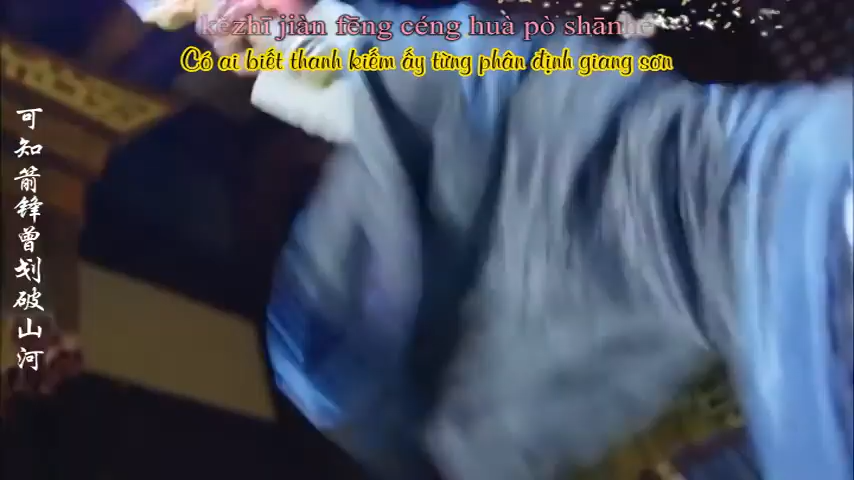 kězhī jiàn fēng céng huà pò shānhé
Có ai biết thanh kiếm ấy từng phân định giang sơn
可知箭锋曾划破山河